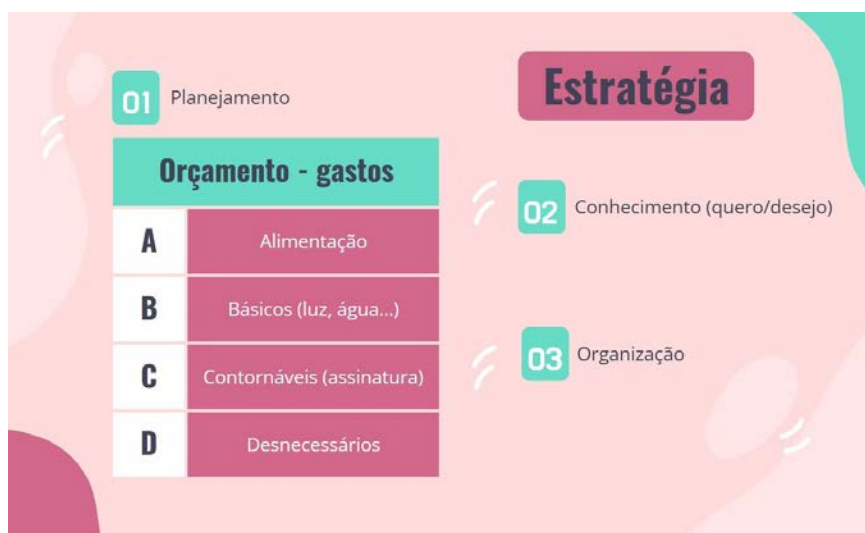 Estratégia
01 Planejamento
Orçamento - gastos
A Alimentação
B Básicos (luz, água...)
C Contornáveis (assinatura)
D Desnecessários
02 Conhecimento (quero/desejo)
03 Organização